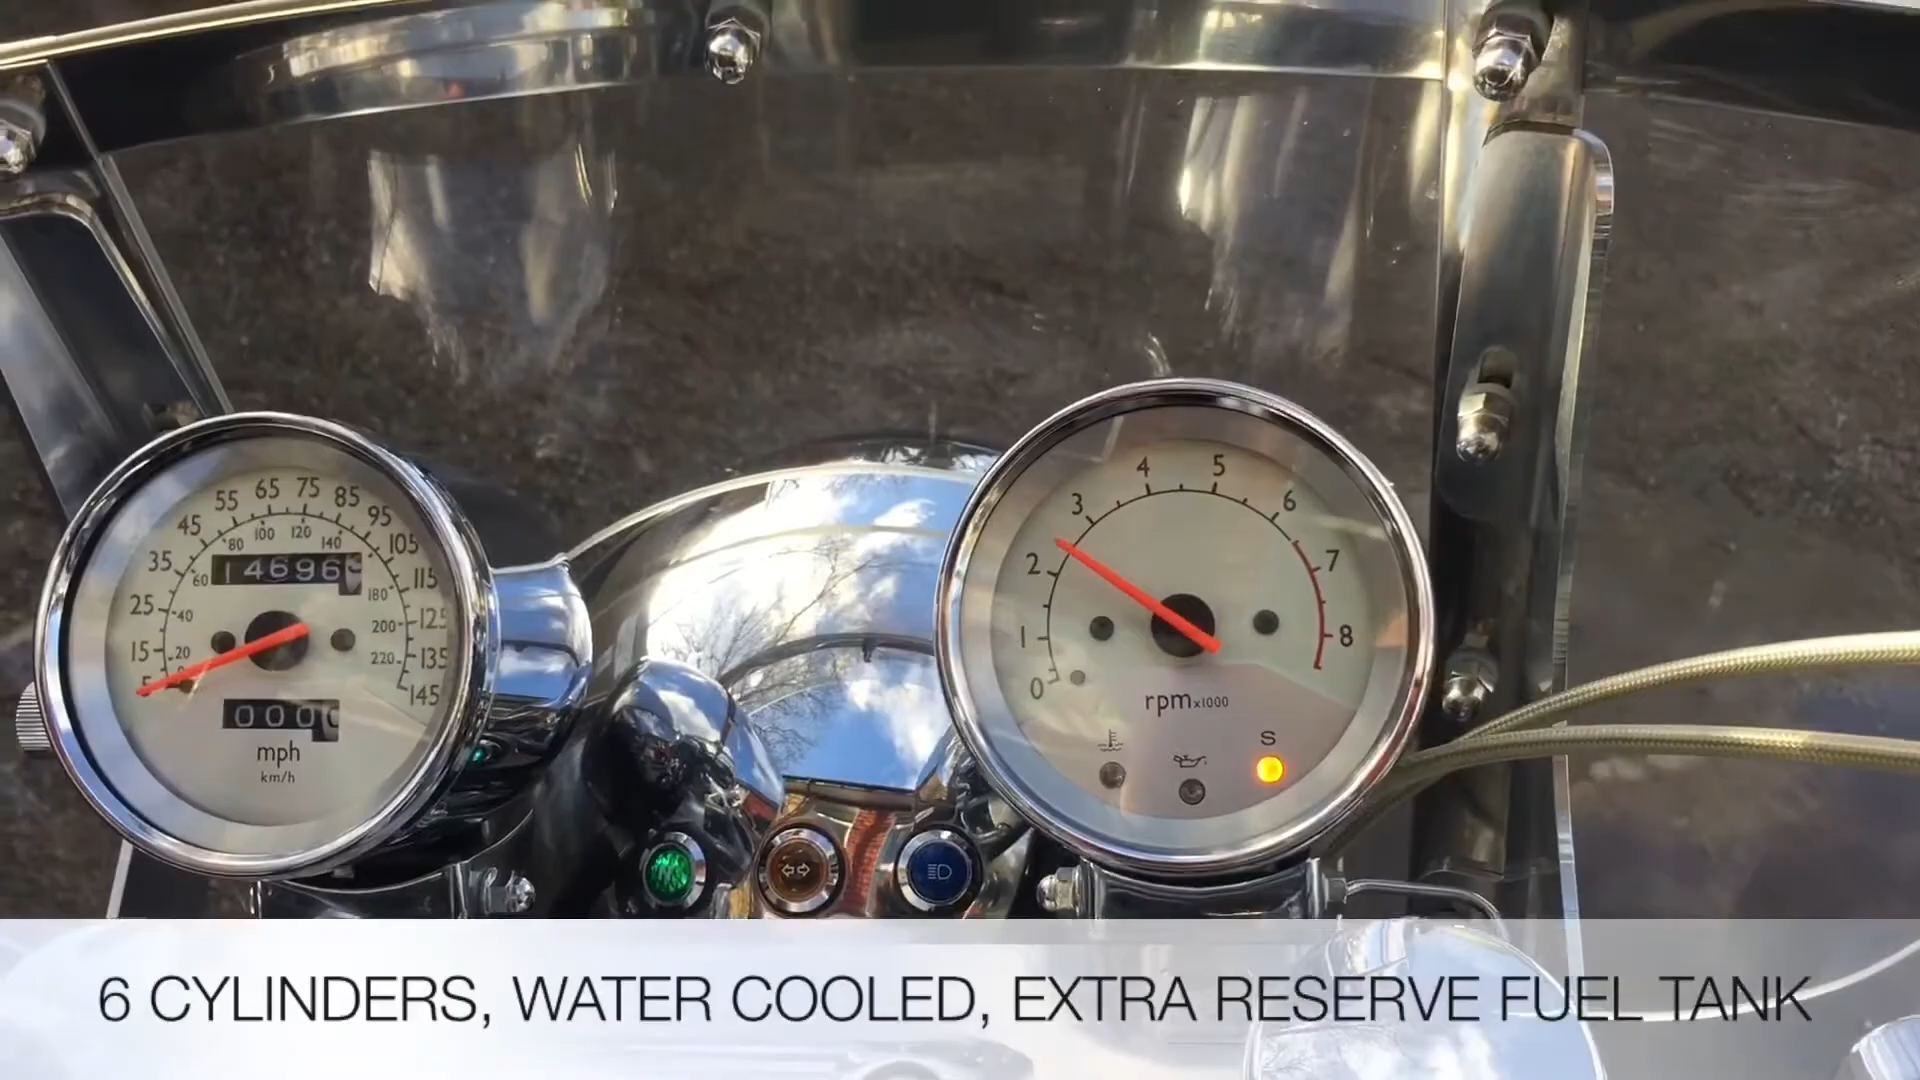 55 65 75 85
45 95
35 80 100 120 140 105
60 14696 115
25 40 180 125
200
15 20 220 135
5 145
000
mph
km/h
4 5
3 6
2 7
1 8
0
rpm x1000
S
6 CYLINDERS, WATER COOLED, EXTRA RESERVE FUEL TANK